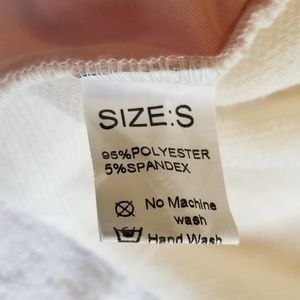 SIZE:S
95%POLYESTER
5%SPANDEX
No Machine
wash
Hand Wash